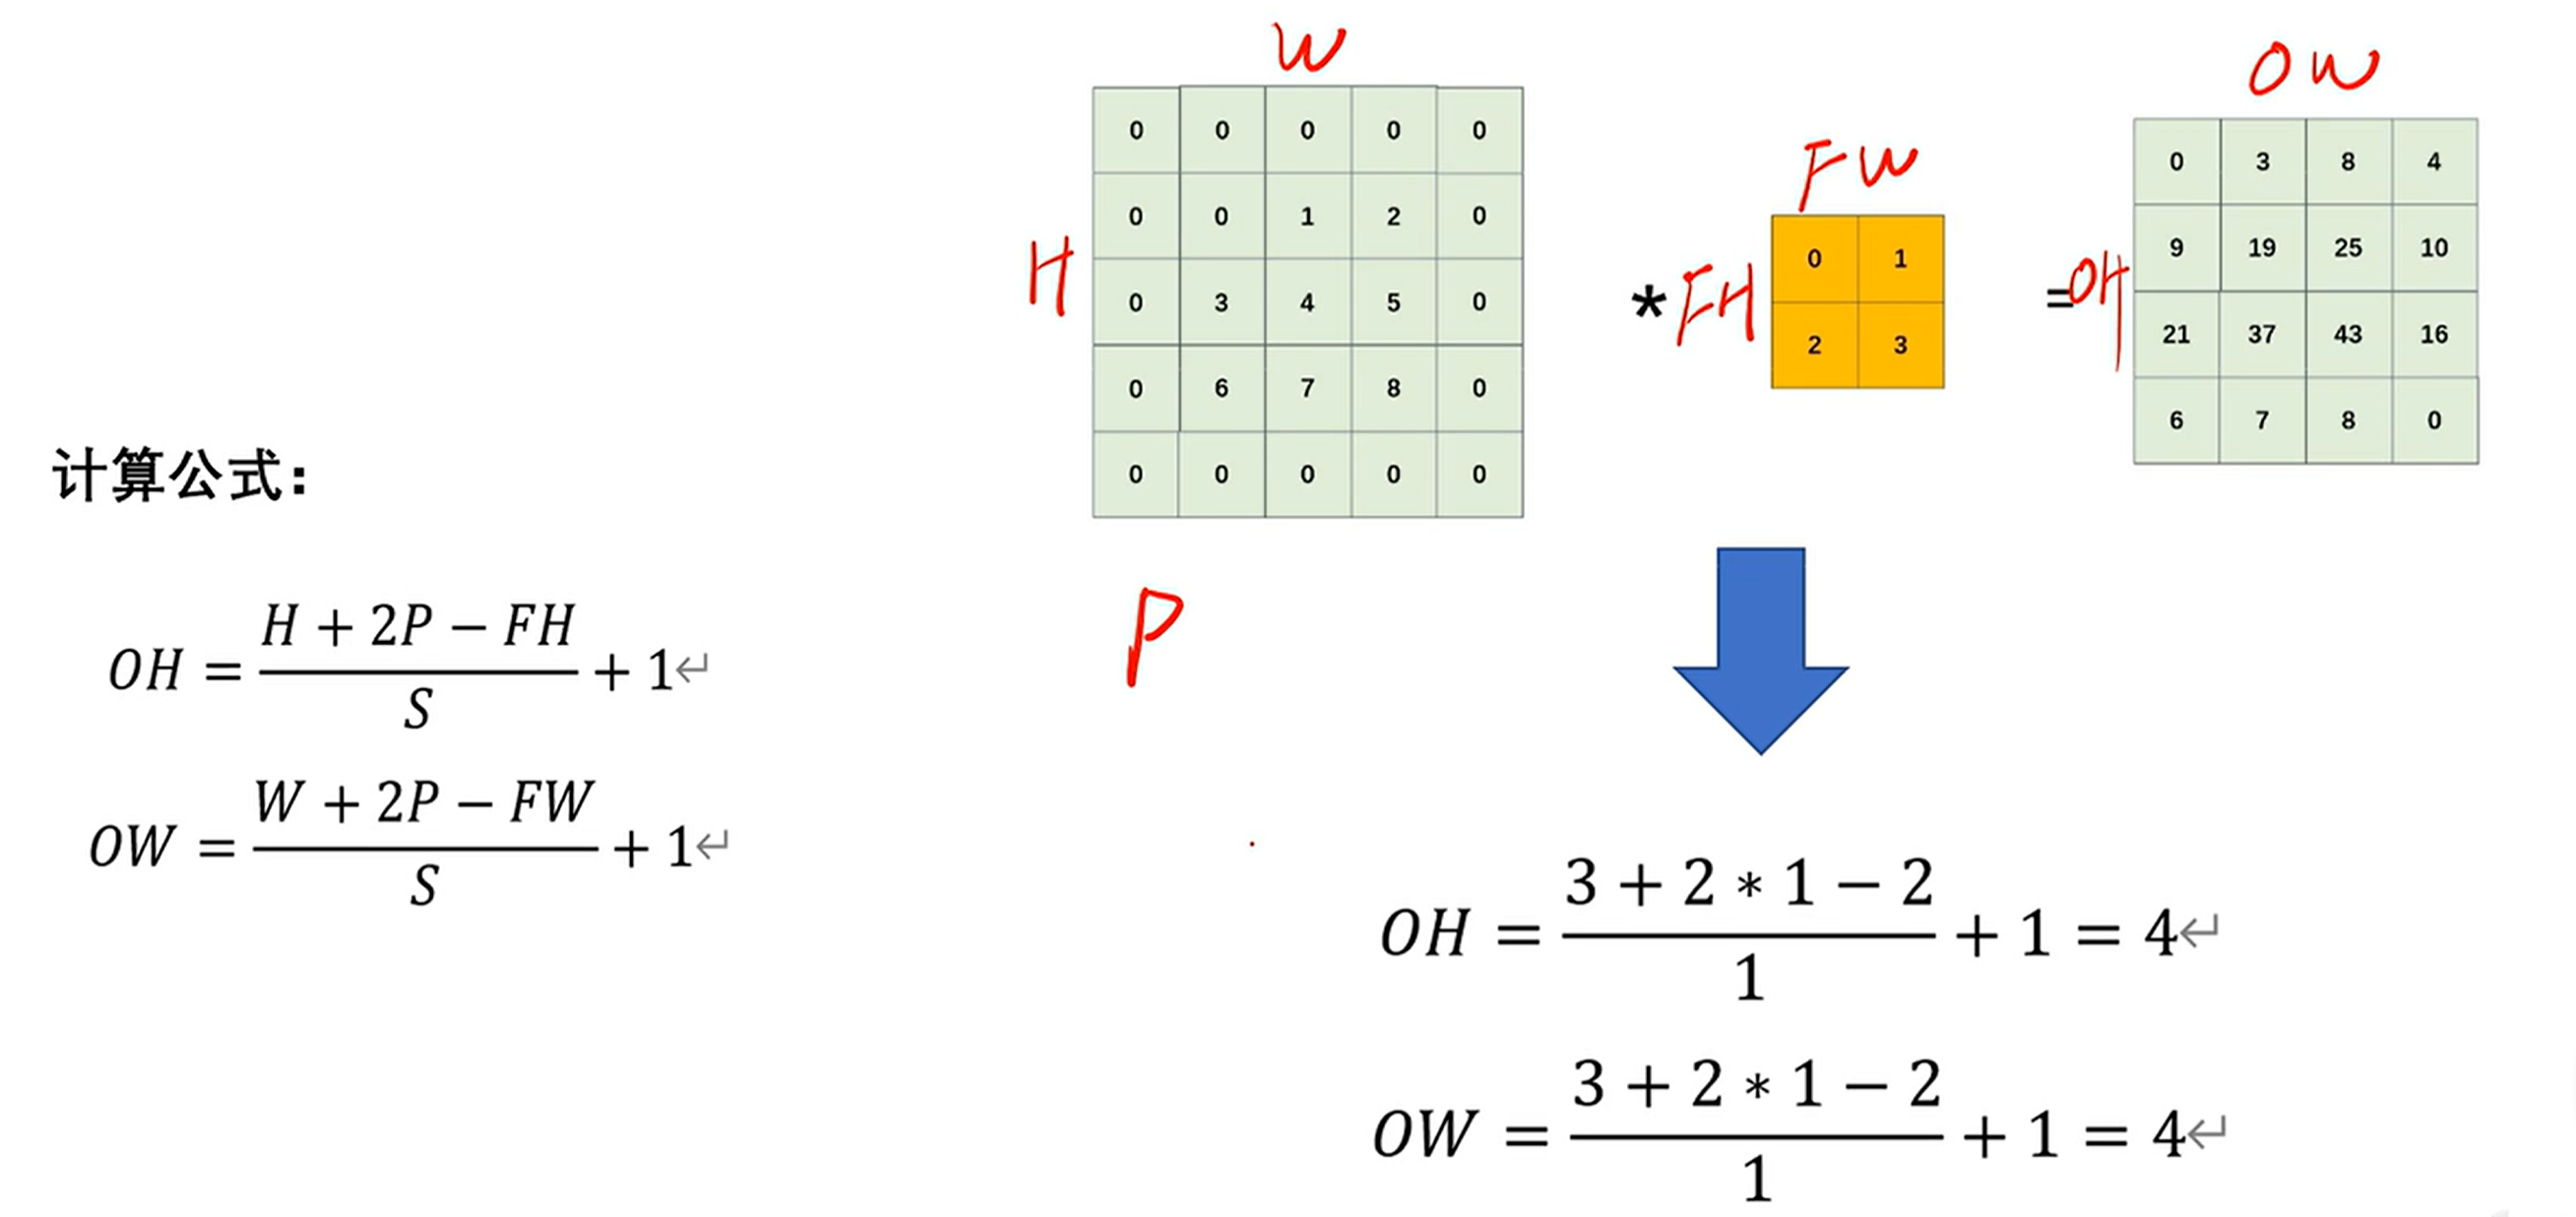 W
0 0 0 0 0
0 0 1 2 0
H
0 3 4 5 0
0 6 7 8 0
0 0 0 0 0
P
*
FW
FH
0 1
2 3
=
OW
OH
0 3 8 4
9 19 25 10
21 37 43 16
6 7 8 0
计算公式:
OH = \frac{H + 2P − FH}{S} + 1↵
OW = \frac{W + 2P − FW}{S} + 1↵
OH = \frac{3 + 2 * 1 − 2}{1} + 1 = 4↵
OW = \frac{3 + 2 * 1 − 2}{1} + 1 = 4↵